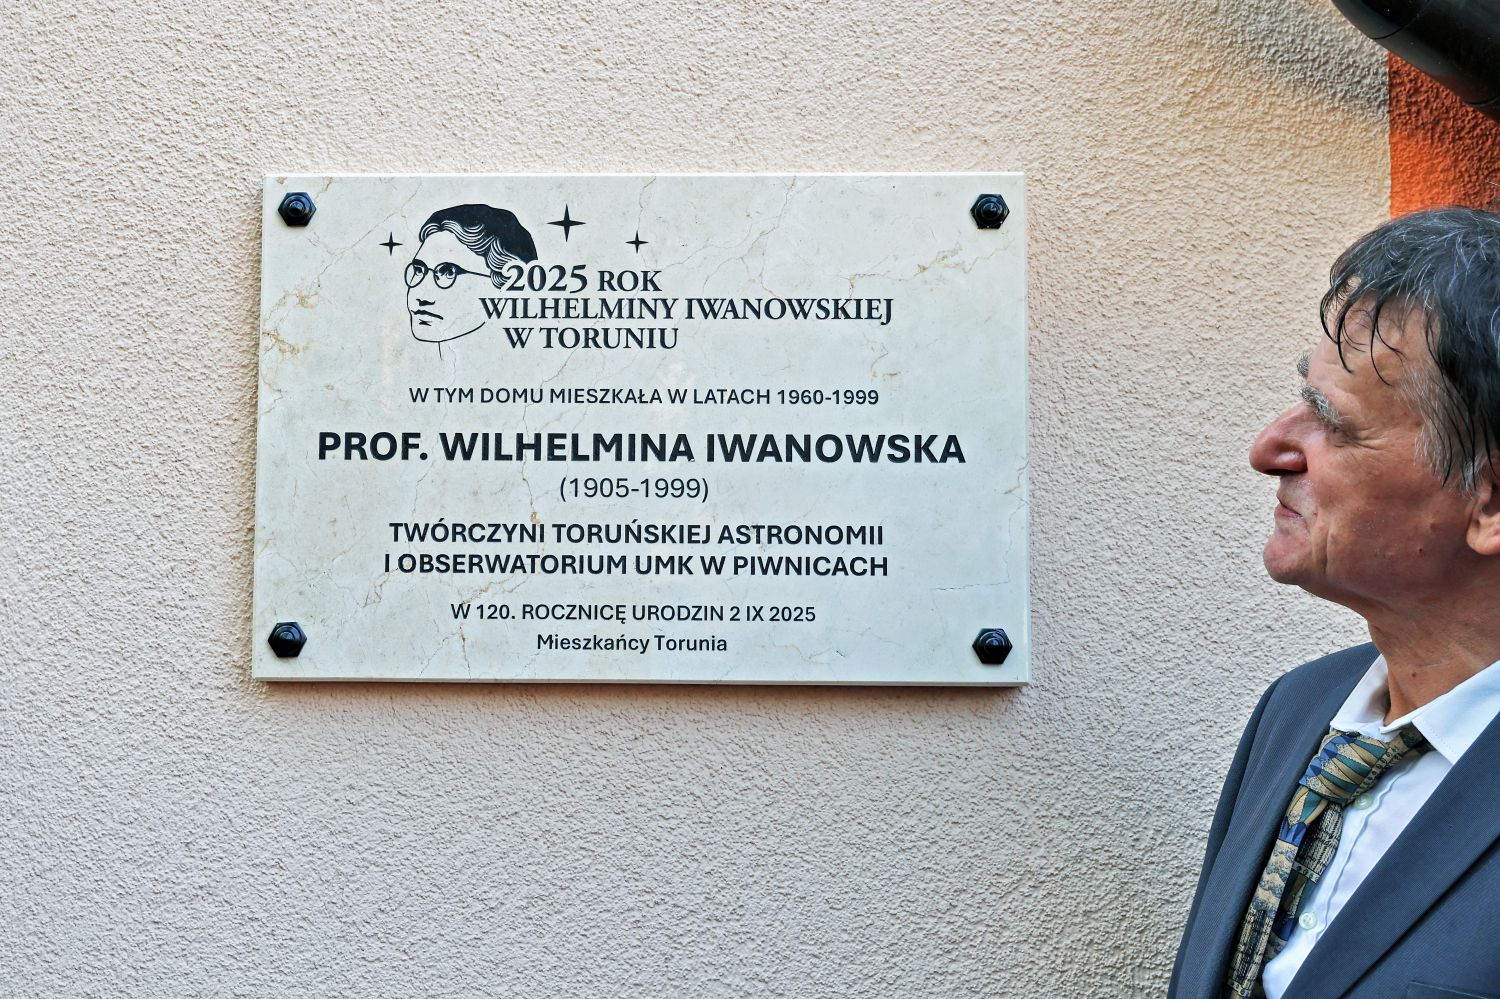 2025 ROK
WILHELMINY IWANOWSKIEJ
W TORUNIU
W TYM DOMU MIESZKAŁA W LATACH 1960-1999
PROF. WILHELMINA IWANOWSKA
(1905-1999)
TWÓRCZYNI TORUŃSKIEJ ASTRONOMII
I OBSERWATORIUM UMK W PIWNICACH
W 120. ROCZNICĘ URODZIN 2 IX 2025
Mieszkańcy Torunia